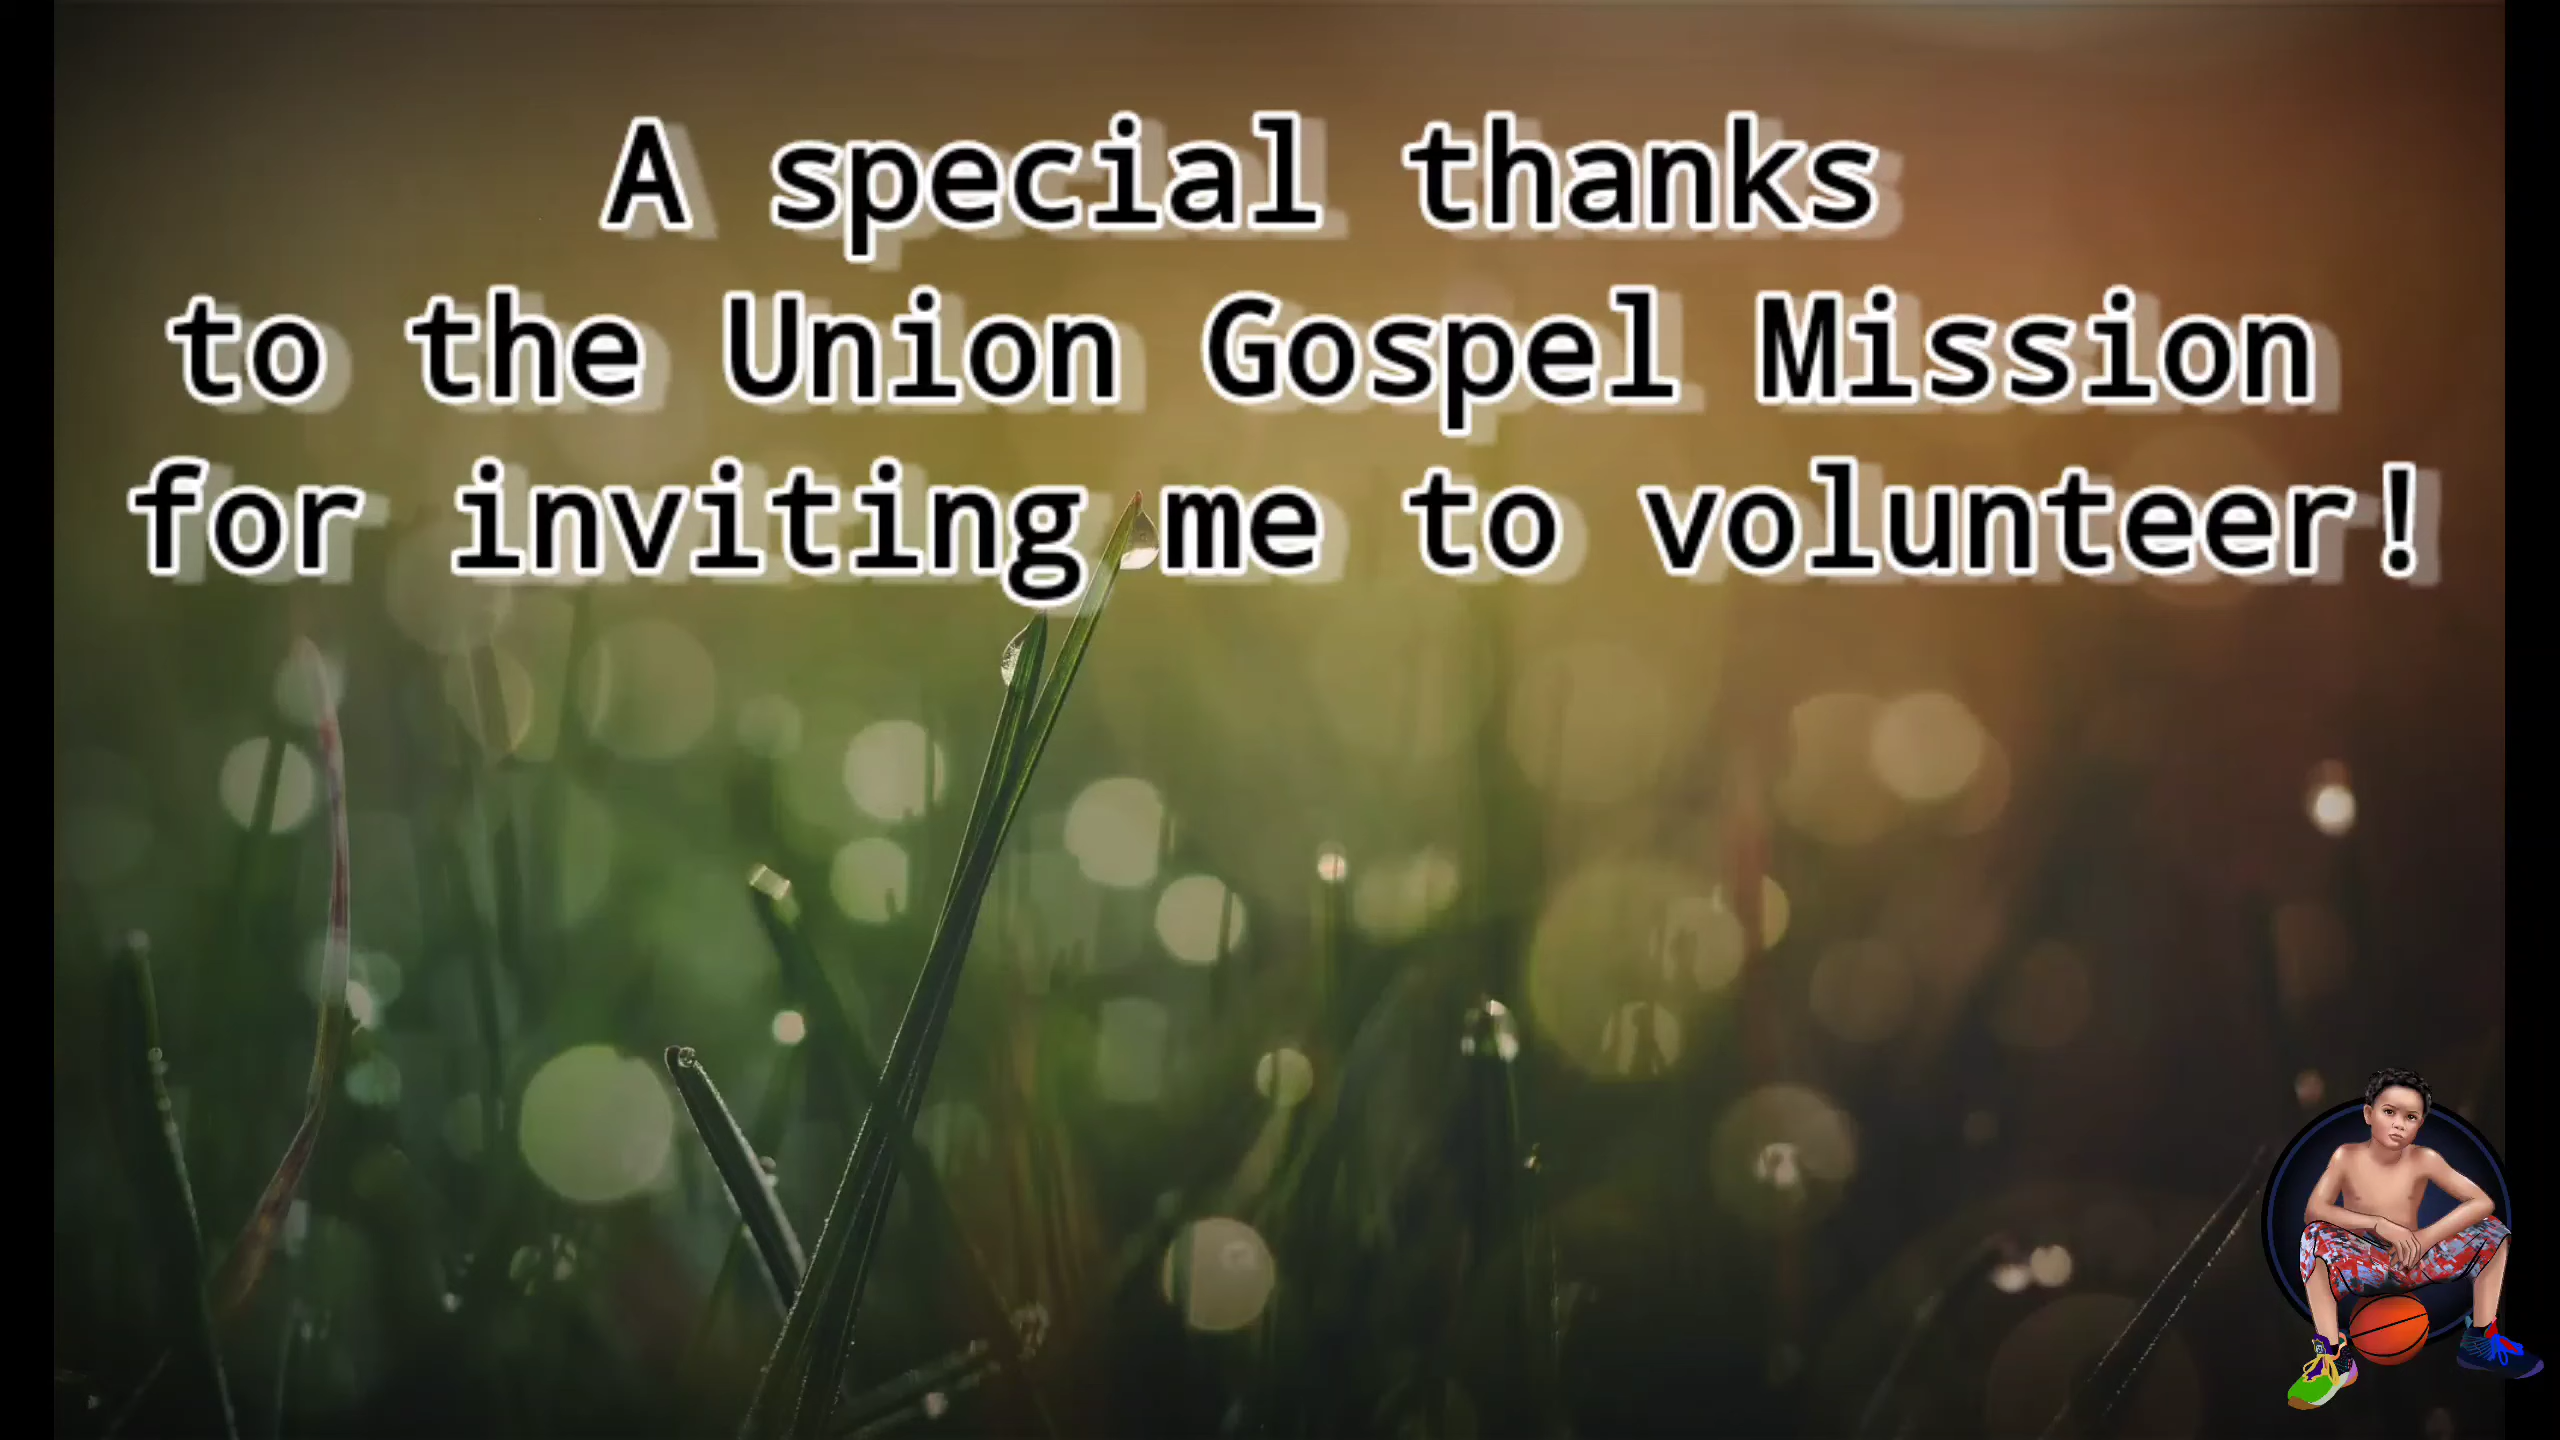 A special thanks
to the Union Gospel Mission
for inviting me to volunteer!